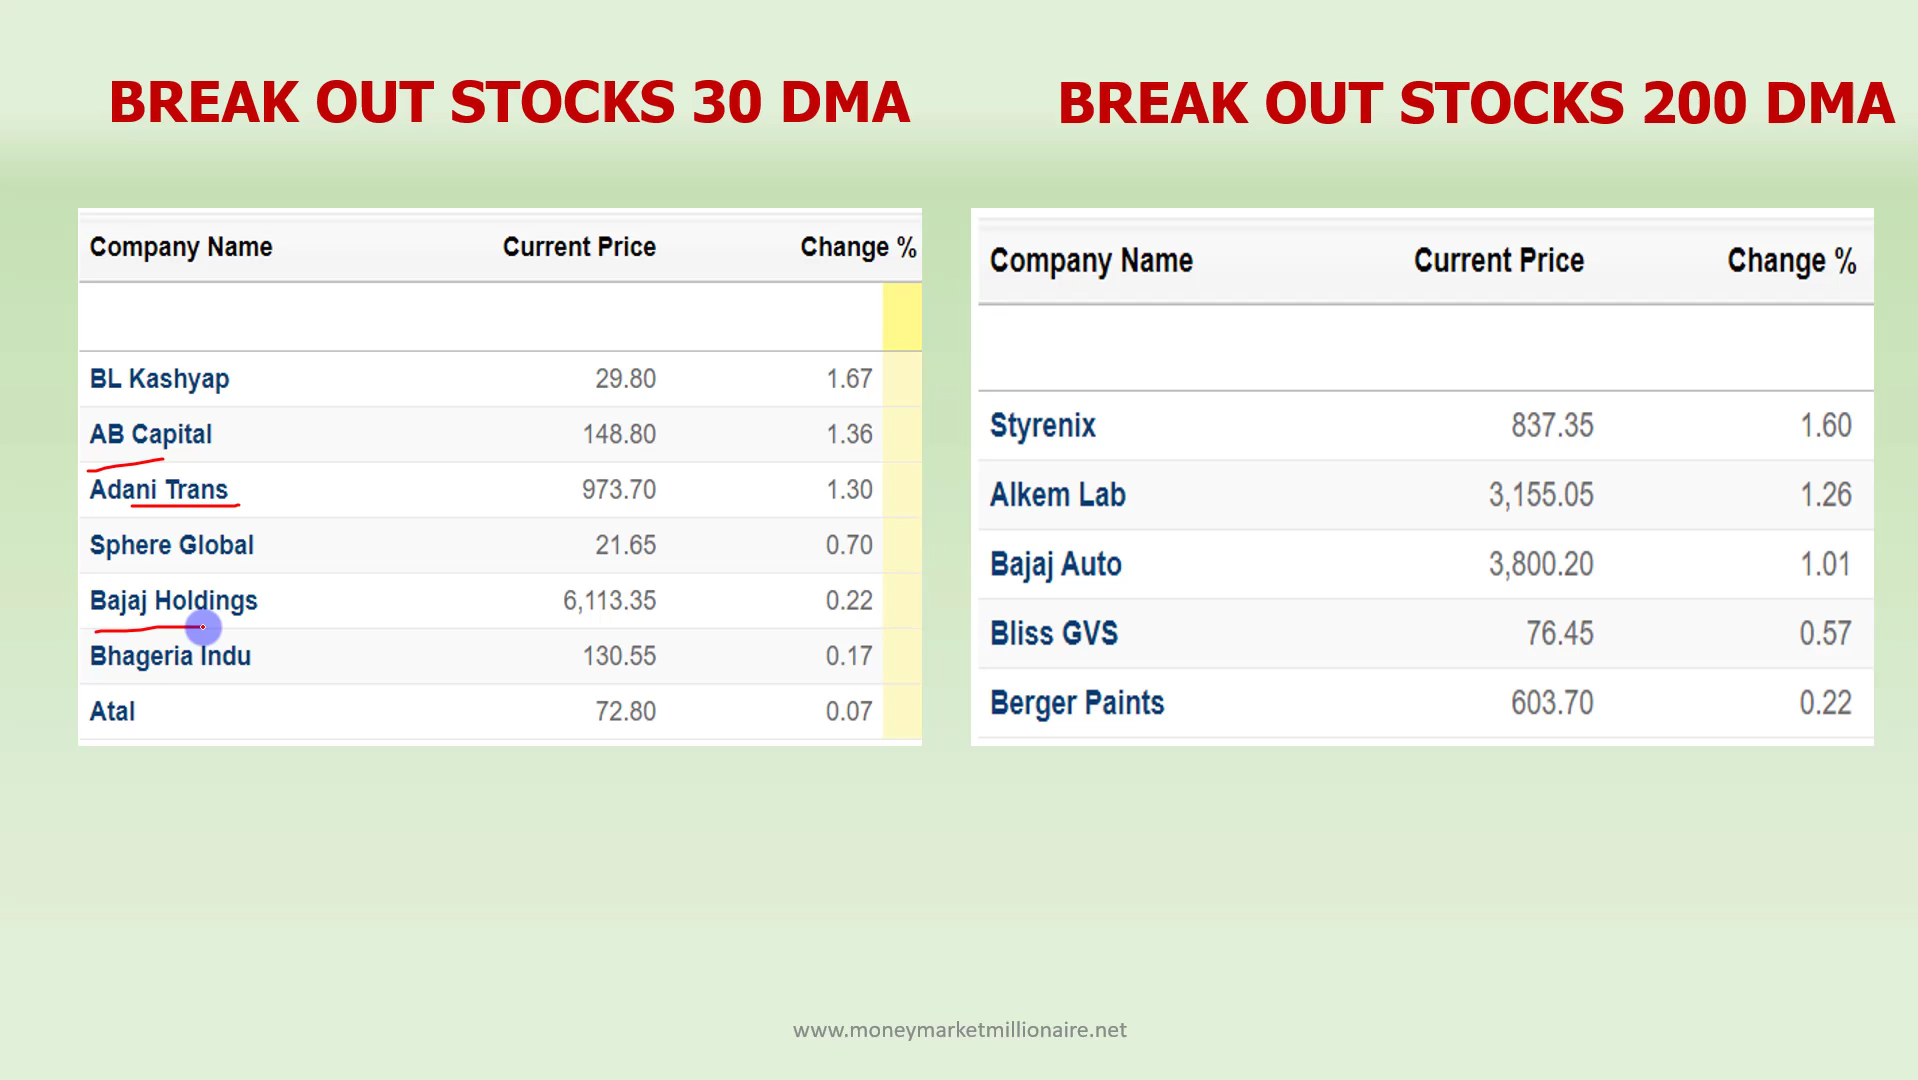 BREAK OUT STOCKS 30 DMA
Company Name Current Price Change %
BL Kashyap 29.80 1.67
AB Capital 148.80 1.36
Adani Trans 973.70 1.30
Sphere Global 21.65 0.70
Bajaj Holdings 6,113.35 0.22
Bhageria Indu 130.55 0.17
Atal 72.80 0.07
BREAK OUT STOCKS 200 DMA
Company Name Current Price Change %
Styrenix 837.35 1.60
Alkem Lab 3,155.05 1.26
Bajaj Auto 3,800.20 1.01
Bliss GVS 76.45 0.57
Berger Paints 603.70 0.22
www.moneymarketmillionaire.net